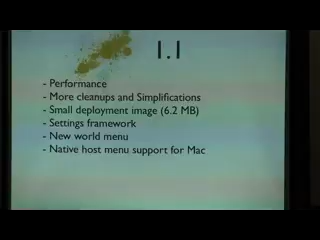 1.1
- Performance
- More cleanups and Simplifications
- Small deployment image (6.2 MB)
- Settings framework
- New world menu
- Native host menu support for Mac